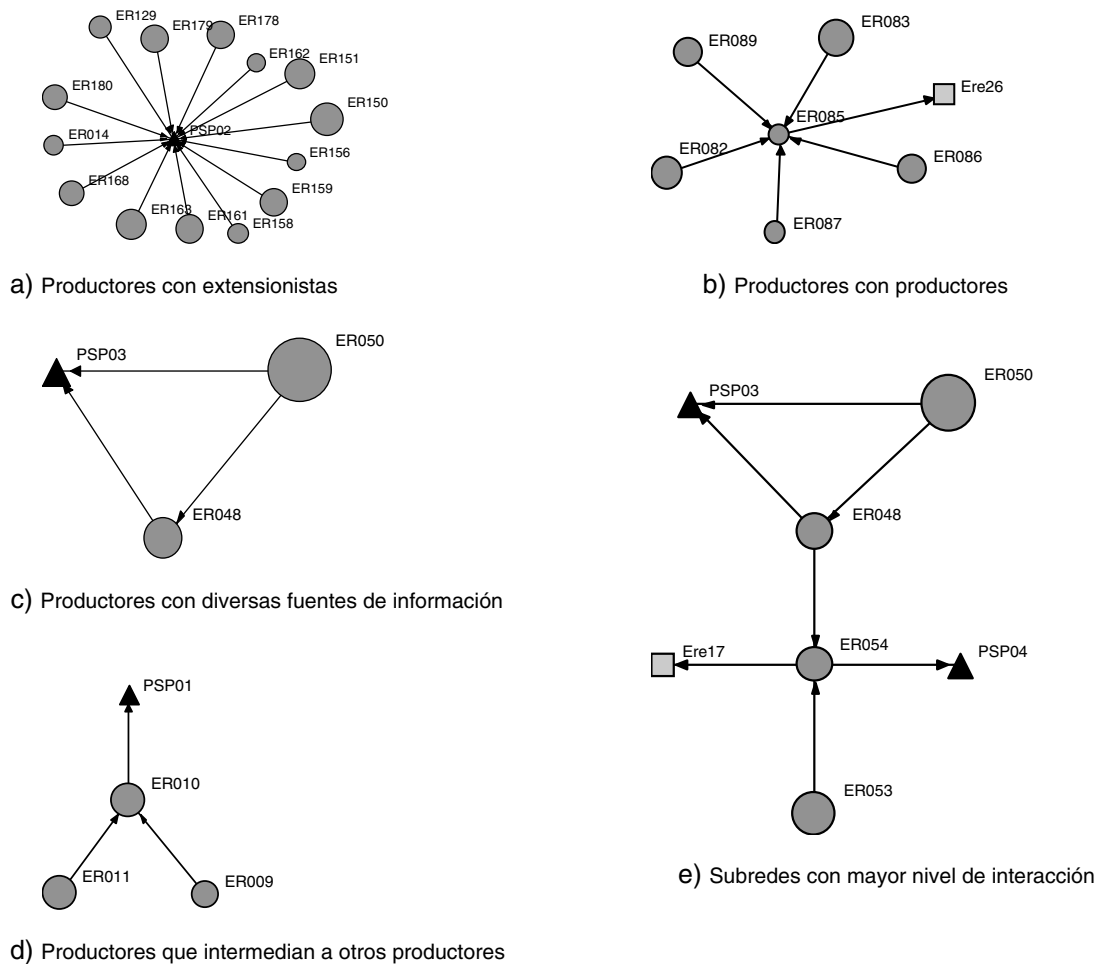 ER129
ER179
ER178
ER162
ER151
ER180
ER150
ER014
PSP02
ER156
ER168
ER159
ER163
ER161
ER158
a) Productores con extensionistas
ER089
ER083
Ere26
ER085
ER082
ER086
ER087
b) Productores con productores
PSP03
ER050
ER048
c) Productores con diversas fuentes de información
PSP01
ER010
ER011
ER009
d) Productores que intermedian a otros productores
PSP03
ER050
ER048
Ere17
ER054
PSP04
ER053
e) Subredes con mayor nivel de interacción